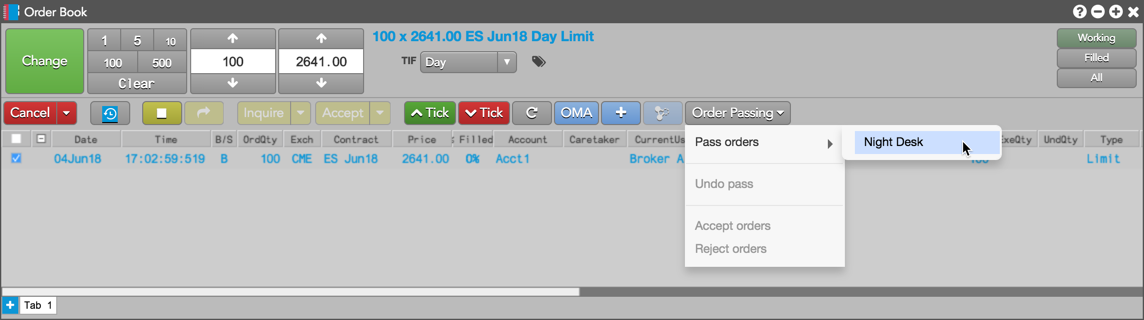 Order Book
Change
1 5 10
100 500
Clear
100
2641.00
100 x 2641.00 ES Jun18 Day Limit
TIF Day
Working
Filled
All
Cancel Inquire Accept Tick Tick C OMA + Order Passing
Date Time B/S OrdQty Exch Contract Price Filled Account Caretaker CurrentUs xeQty UndQty Type
04Jun18 17:02:59:519 B 100 CME ES Jun18 2641.00 0% Acct1 Broker A 100 Limit
Pass orders
Night Desk
Undo pass
Accept orders
Reject orders
+ Tab 1